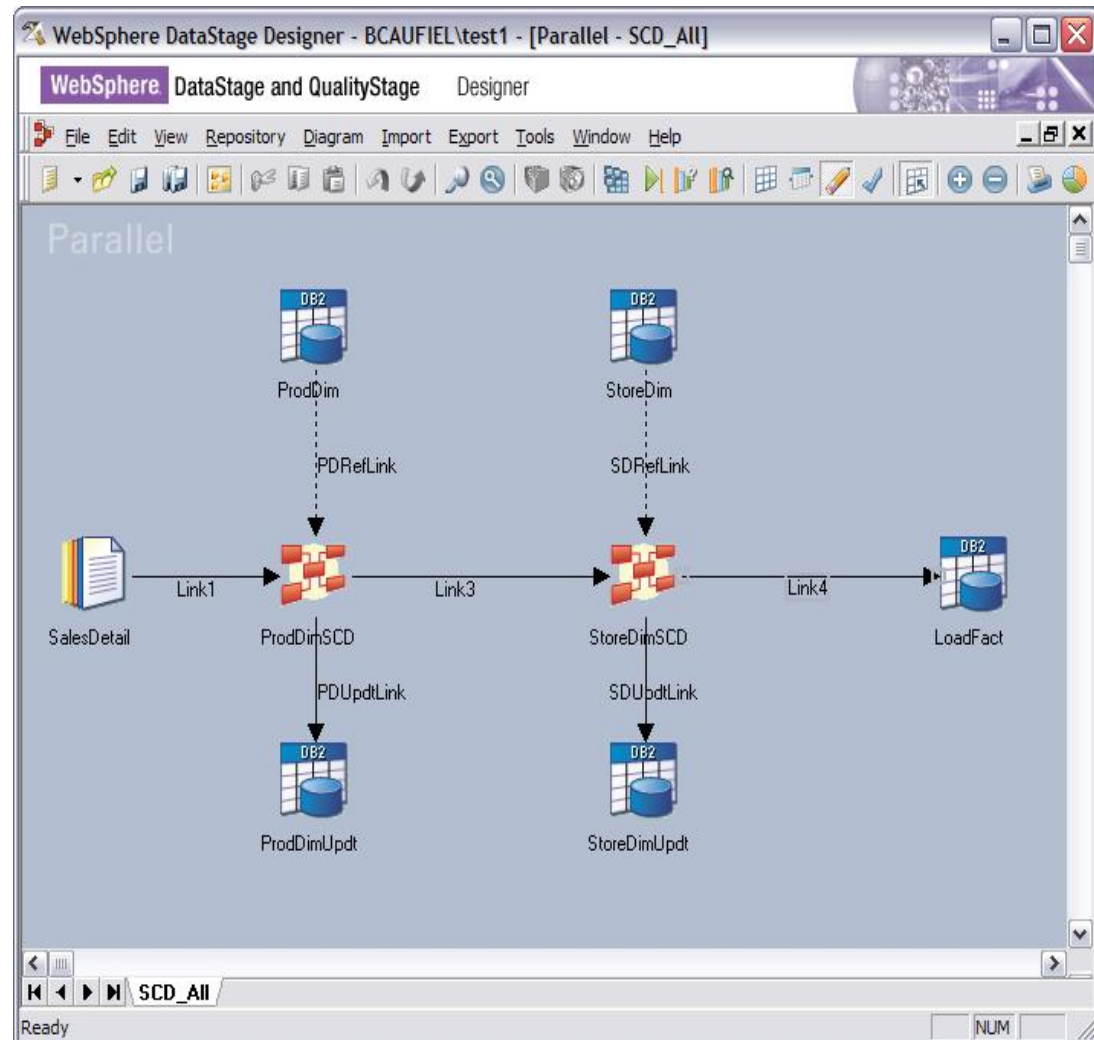 WebSphere DataStage Designer - BCAUFIEL\test1 - [Parallel - SCD_All]
WebSphere. DataStage and QualityStage Designer
File Edit View Repository Diagram Import Export Tools Window Help
Parallel
DB2 DB2
ProdDim StoreDim
PDRefLink SDRefLink
DB2
Link1 Link3 Link4
SalesDetail ProdDimSCD StoreDimSCD LoadFact
PDUpdtLink SDUpdtLink
DB2 DB2
ProdDimUpdt StoreDimUpdt
SCD_All
Ready NUM